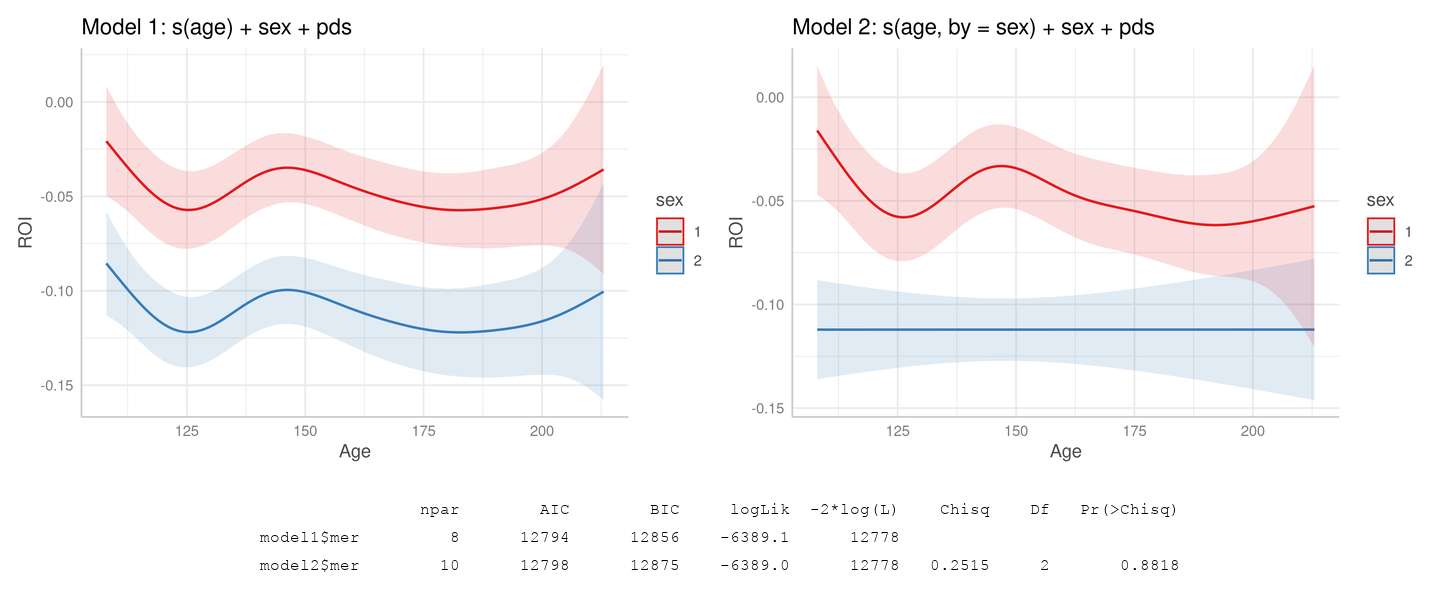 Model 1: s(age) + sex + pds
0.00
-0.05
-0.10
-0.15
ROI
125 150 175 200
Age
sex
1
2
Model 2: s(age, by = sex) + sex + pds
0.00
-0.05
-0.10
-0.15
ROI
125 150 175 200
Age
sex
1
2
npar AIC BIC logLik -2*log(L) Chisq Df Pr(>Chisq)
model1$mer 8 12794 12856 -6389.1 12778
model2$mer 10 12798 12875 -6389.0 12778 0.2515 2 0.8818